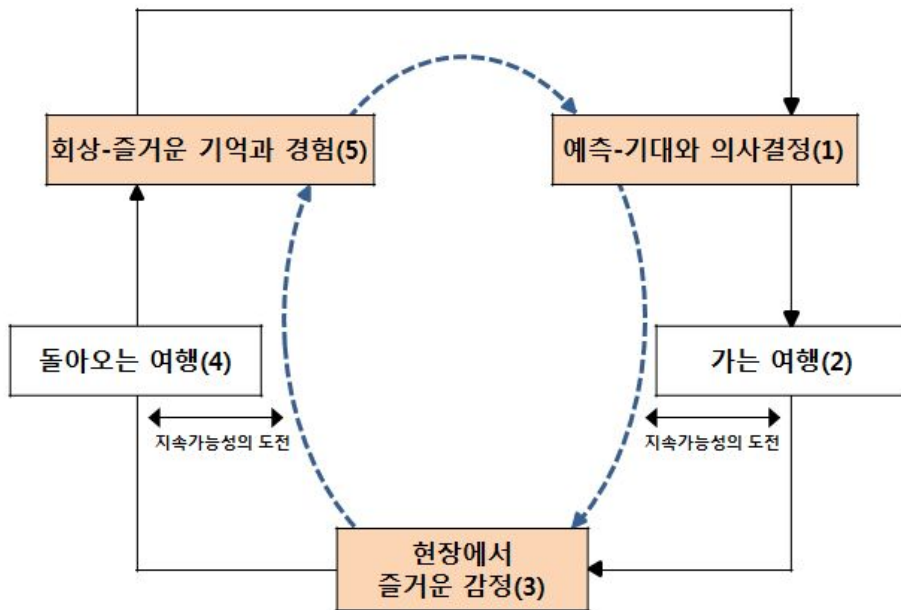 회상-즐거운 기억과 경험(5)
예측-기대와 의사결정(1)
돌아오는 여행(4)
가는 여행(2)
지속가능성의 도전
지속가능성의 도전
현장에서
즐거운 감정(3)